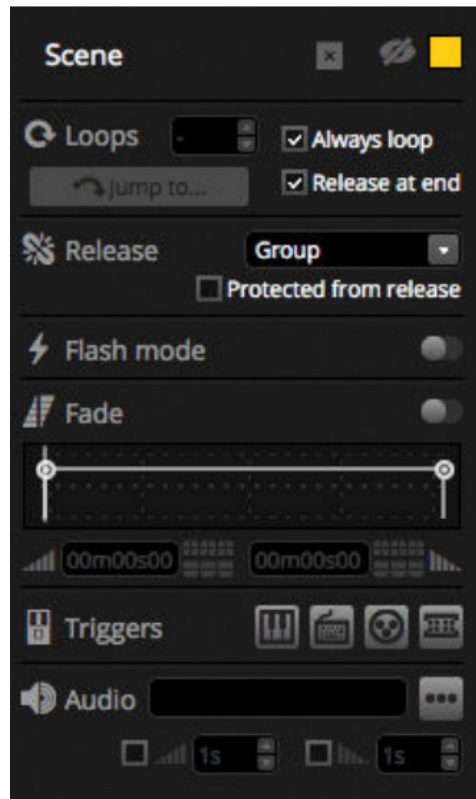 Scene
Loops - Always loop
Jump to... Release at end
Release Group
Protected from release
Flash mode
Fade
00m00s00 00m00s00
Triggers
Audio
1s 1s